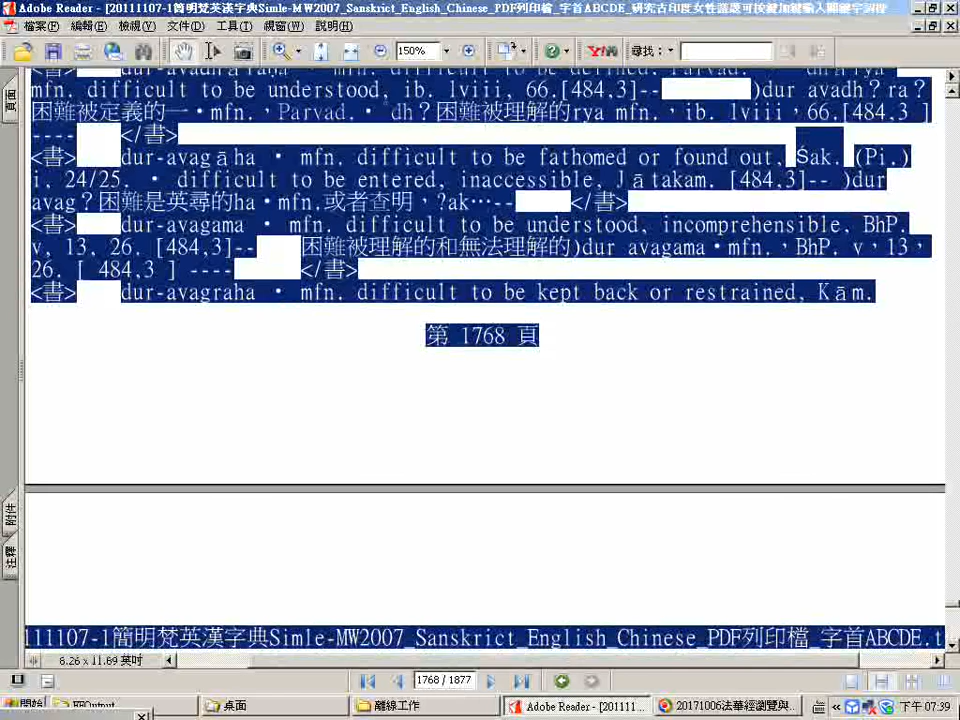 Adobe Reader - [20111107-1簡明梵英漢字典Simle-MW2007_Sanskrict_English_Chinese_PDF列印檔_字首ABCDE_研究古印度女性議題可按鍵加鍵輸入關鍵字詞搜
檔案(F) 編輯(E) 檢視(V) 文件(D) 工具(T) 視窗(W) 說明(H)
150% 尋找：
頁面
mfn. difficult to be understood, ib. lviii, 66.[484,3]-- )dur avadh？ra？
困難被定義的一‧mfn.，Parvad.‧ ˇdh？困難被理解的rya mfn.，ib. lviii，66.[484,3 ]
---- </書>
<書> dur-avagāha ‧ mfn. difficult to be fathomed or found out, Śak. (Pi.)
i, 24/25. ‧ difficult to be entered, inaccessible, Jātakam. [484,3]-- )dur
avag？困難是英尋的ha‧mfn.或者查明，?ak…-- </書>
<書> dur-avagama ‧ mfn. difficult to be understood, incomprehensible, BhP.
v, 13, 26. [484,3]-- 困難被理解的和無法理解的)dur avagama‧mfn.，BhP. v，13，
26. [ 484,3 ] ---- </書>
<書> dur-avagraha ‧ mfn. difficult to be kept back or restrained, Kām.
第 1768 頁
附件
注釋
111107-1簡明梵英漢字典Simle-MW2007_Sanskrict_English_Chinese_PDF列印檔_字首ABCDE.t
8.26 x 11.69 英吋
1768 / 1877
開始 桌面 離線工作 Adobe Reader - [2011... 20171006法華經瀏覽與... 下午 07:39